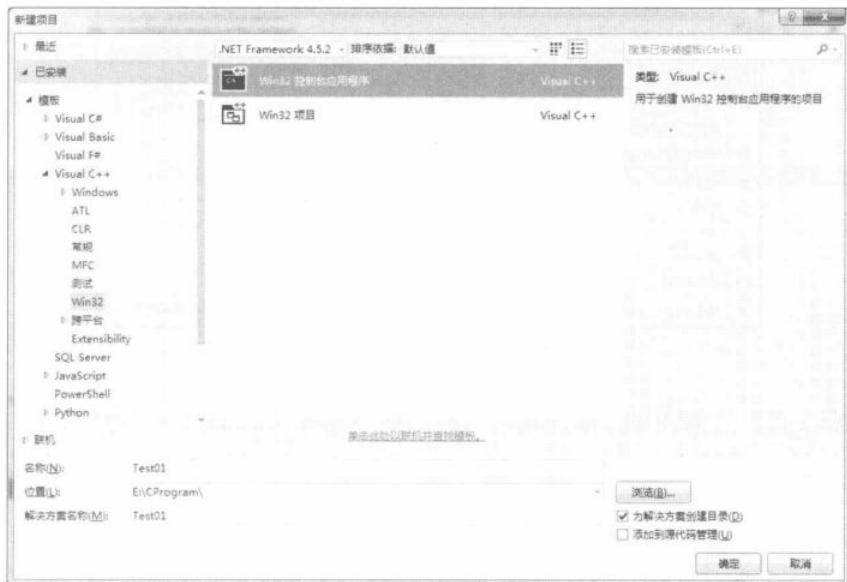 新建项目
最近
.NET Framework 4.5.2
排序依据: 默认值
搜索已安装模板(Ctrl+E)
已安装
模板
Visual C#
Visual Basic
Visual F#
Visual C++
Windows
ATL
CLR
常规
MFC
测试
Win32
跨平台
Extensibility
SQL Server
JavaScript
PowerShell
Python
联机
Win32 控制台应用程序 Visual C++
Win32 项目 Visual C++
单击此处以联机并查找模板。
类型: Visual C++
用于创建 Win32 控制台应用程序的项目
名称(N): Test01
位置(L): E:\CProgram\
浏览(B)...
解决方案名称(M): Test01
为解决方案创建目录(D)
添加到源代码管理(U)
确定 取消